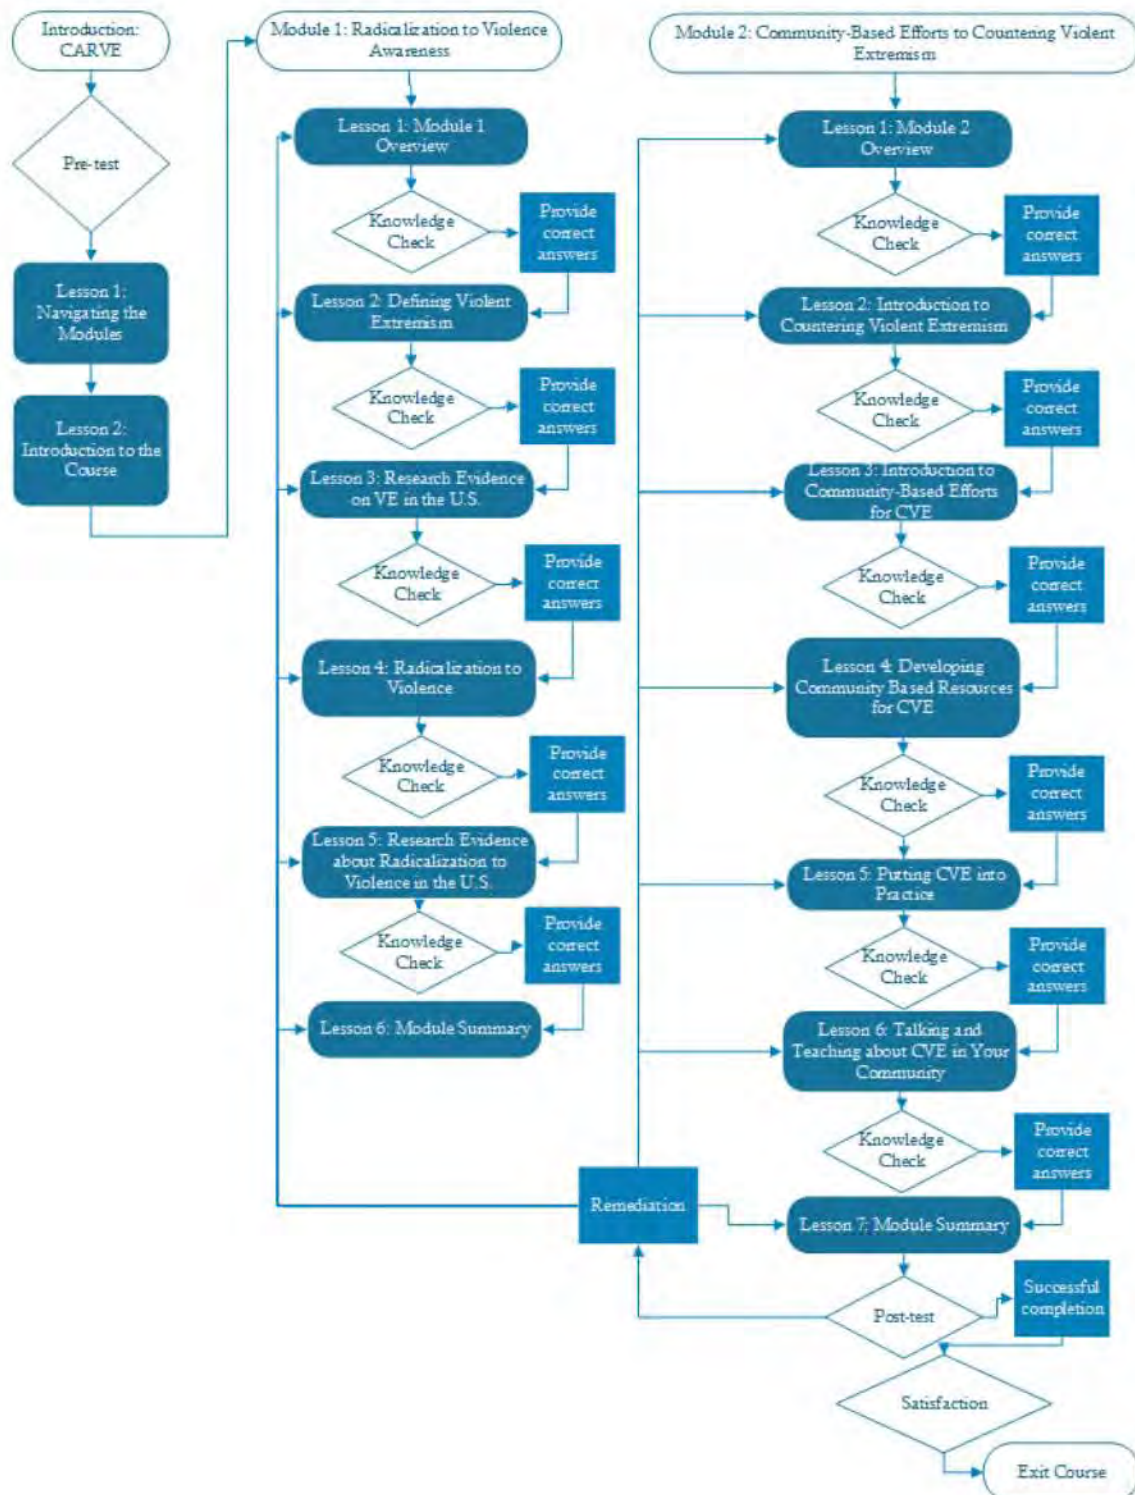 Introduction:
CARVE
Pre-test
Lesson 1:
Navigating the
Modules
Lesson 2:
Introduction to the
Course
Module 1: Radicalization to Violence
Awareness
Lesson 1: Module 1
Overview
Knowledge
Check
Provide
correct
answers
Lesson 2: Defining Violent
Extremism
Knowledge
Check
Provide
correct
answers
Lesson 3: Research Evidence
on VE in the U.S.
Knowledge
Check
Provide
correct
answers
Lesson 4: Radicalization to
Violence
Knowledge
Check
Provide
correct
answers
Lesson 5: Research Evidence
about Radicalization to
Violence in the U.S.
Knowledge
Check
Provide
correct
answers
Lesson 6: Module Summary
Remediation
Module 2: Community-Based Efforts to Countering Violent
Extremism
Lesson 1: Module 2
Overview
Knowledge
Check
Provide
correct
answers
Lesson 2: Introduction to
Countering Violent Extremism
Knowledge
Check
Provide
correct
answers
Lesson 3: Introduction to
Community-Based Efforts
for CVE
Knowledge
Check
Provide
correct
answers
Lesson 4: Developing
Community Based Resources
for CVE
Knowledge
Check
Provide
correct
answers
Lesson 5: Putting CVE into
Practice
Knowledge
Check
Provide
correct
answers
Lesson 6: Talking and
Teaching about CVE in Your
Community
Knowledge
Check
Provide
correct
answers
Lesson 7: Module Summary
Post-test
Successful
completion
Satisfaction
Exit Course